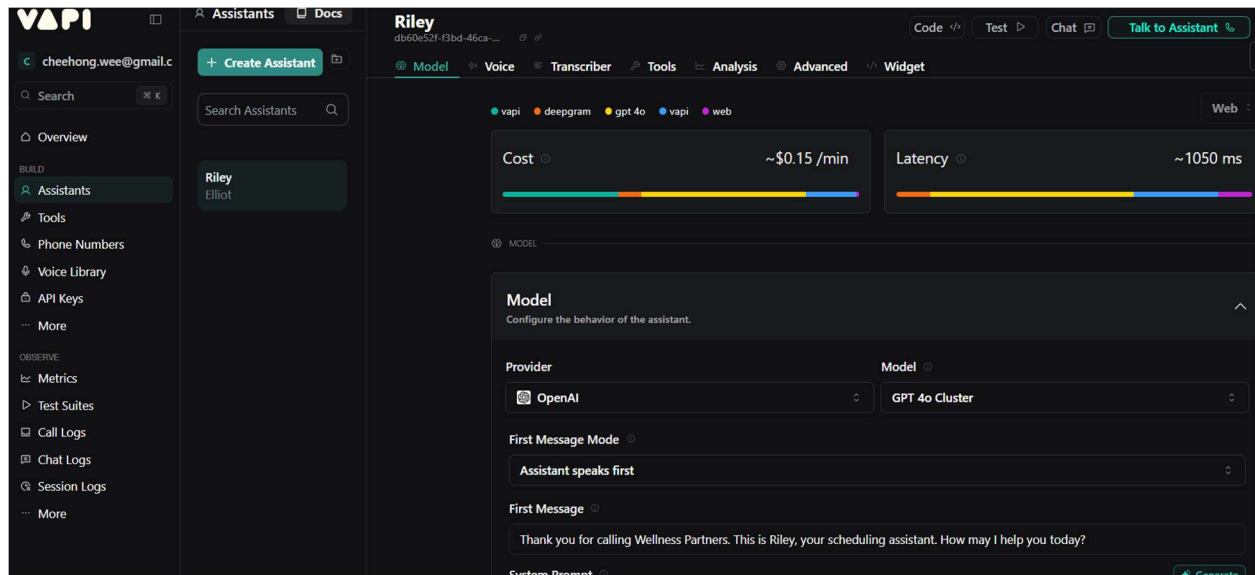 VAPI
cheehong.wee@gmail.c
Search
⌘ K
Overview
BUILD
Assistants
Tools
Phone Numbers
Voice Library
API Keys
More
OBSERVE
Metrics
Test Suites
Call Logs
Chat Logs
Session Logs
More
Assistants
Docs
+ Create Assistant
Search Assistants
Riley
Elliot
Riley
db60e52f-f3bd-46ca-...
Code
Test
Chat
Talk to Assistant
Model
Voice
Transcriber
Tools
Analysis
Advanced
Widget
vapi deepgram gpt 4o vapi web
Web
Cost
~$0.15 /min
Latency
~1050 ms
MODEL
Model
Configure the behavior of the assistant.
Provider
OpenAI
Model
GPT 4o Cluster
First Message Mode
Assistant speaks first
First Message
Thank you for calling Wellness Partners. This is Riley, your scheduling assistant. How may I help you today?
System Prompt
Generate